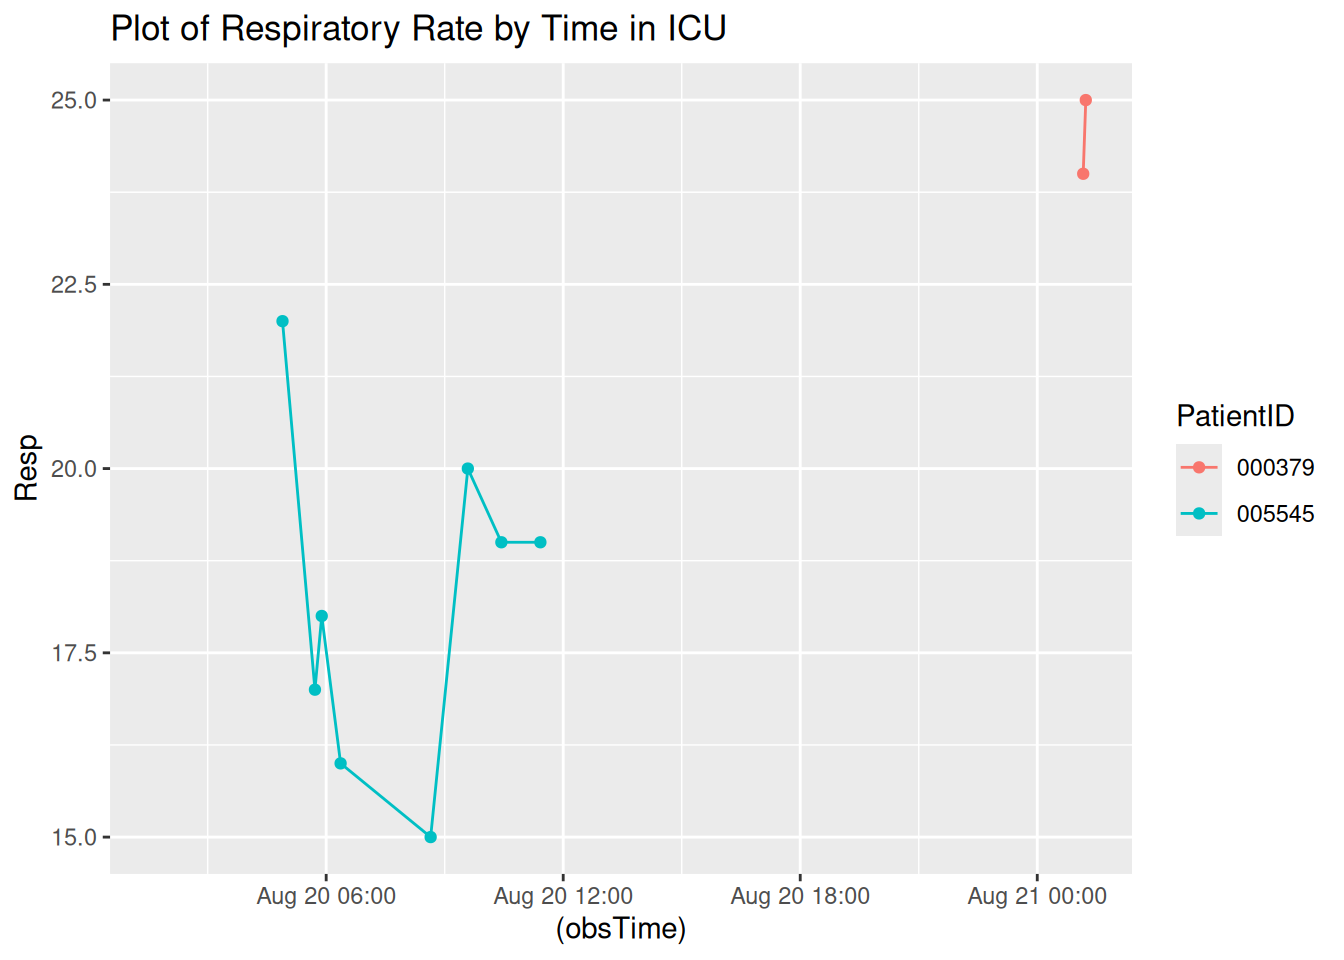 Plot of Respiratory Rate by Time in ICU
25.0
22.5
20.0
17.5
15.0
Resp
Aug 20 06:00
Aug 20 12:00
Aug 20 18:00
Aug 21 00:00
(obsTime)
PatientID
000379
005545